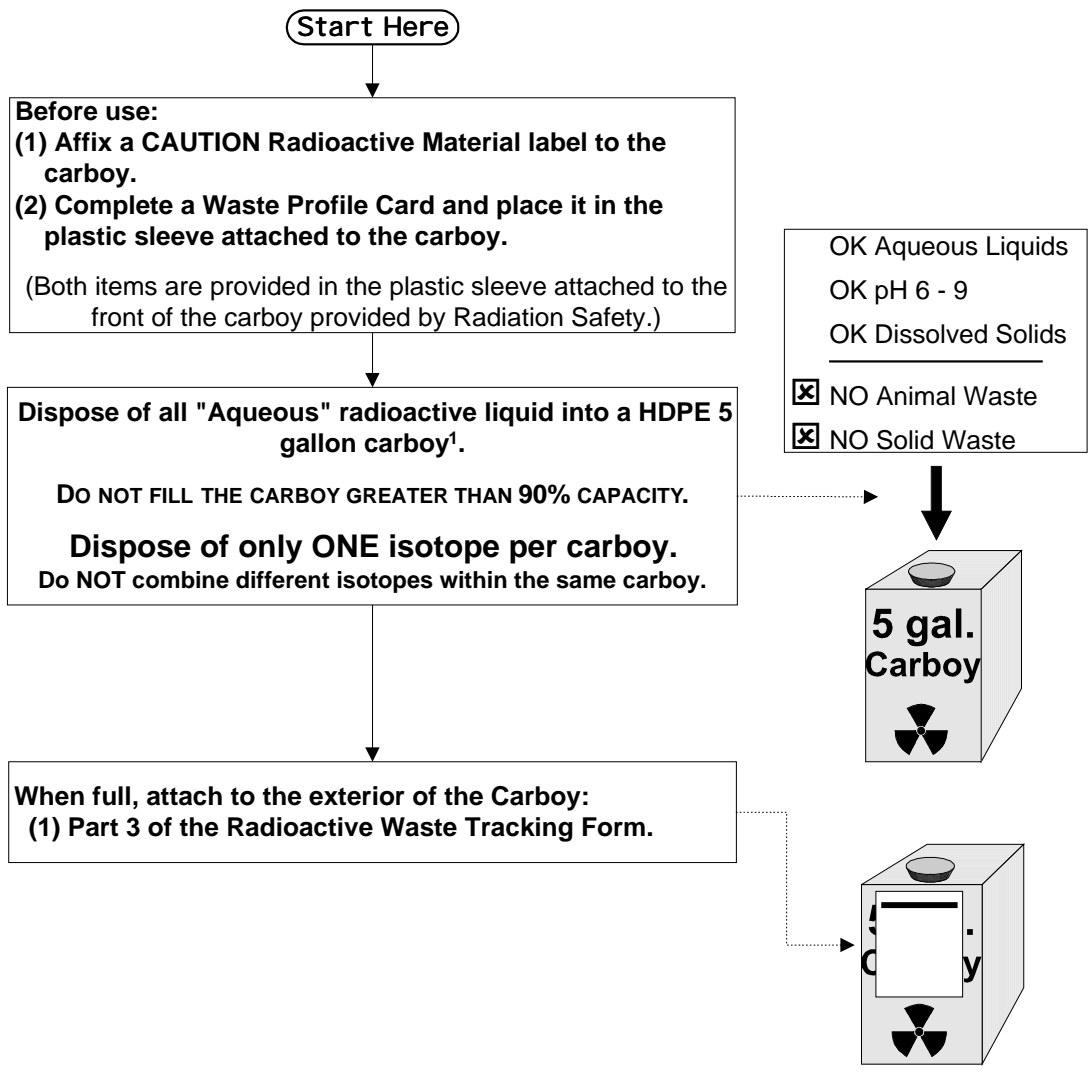 Start Here
Before use:
(1) Affix a CAUTION Radioactive Material label to the
carboy.
(2) Complete a Waste Profile Card and place it in the
plastic sleeve attached to the carboy.
(Both items are provided in the plastic sleeve attached to the
front of the carboy provided by Radiation Safety.)
OK Aqueous Liquids
OK pH 6 - 9
OK Dissolved Solids
NO Animal Waste
NO Solid Waste
Dispose of all "Aqueous" radioactive liquid into a HDPE 5
gallon carboy¹.
DO NOT FILL THE CARBOY GREATER THAN 90% CAPACITY.
Dispose of only ONE isotope per carboy.
Do NOT combine different isotopes within the same carboy.
5 gal.
Carboy
When full, attach to the exterior of the Carboy:
(1) Part 3 of the Radioactive Waste Tracking Form.